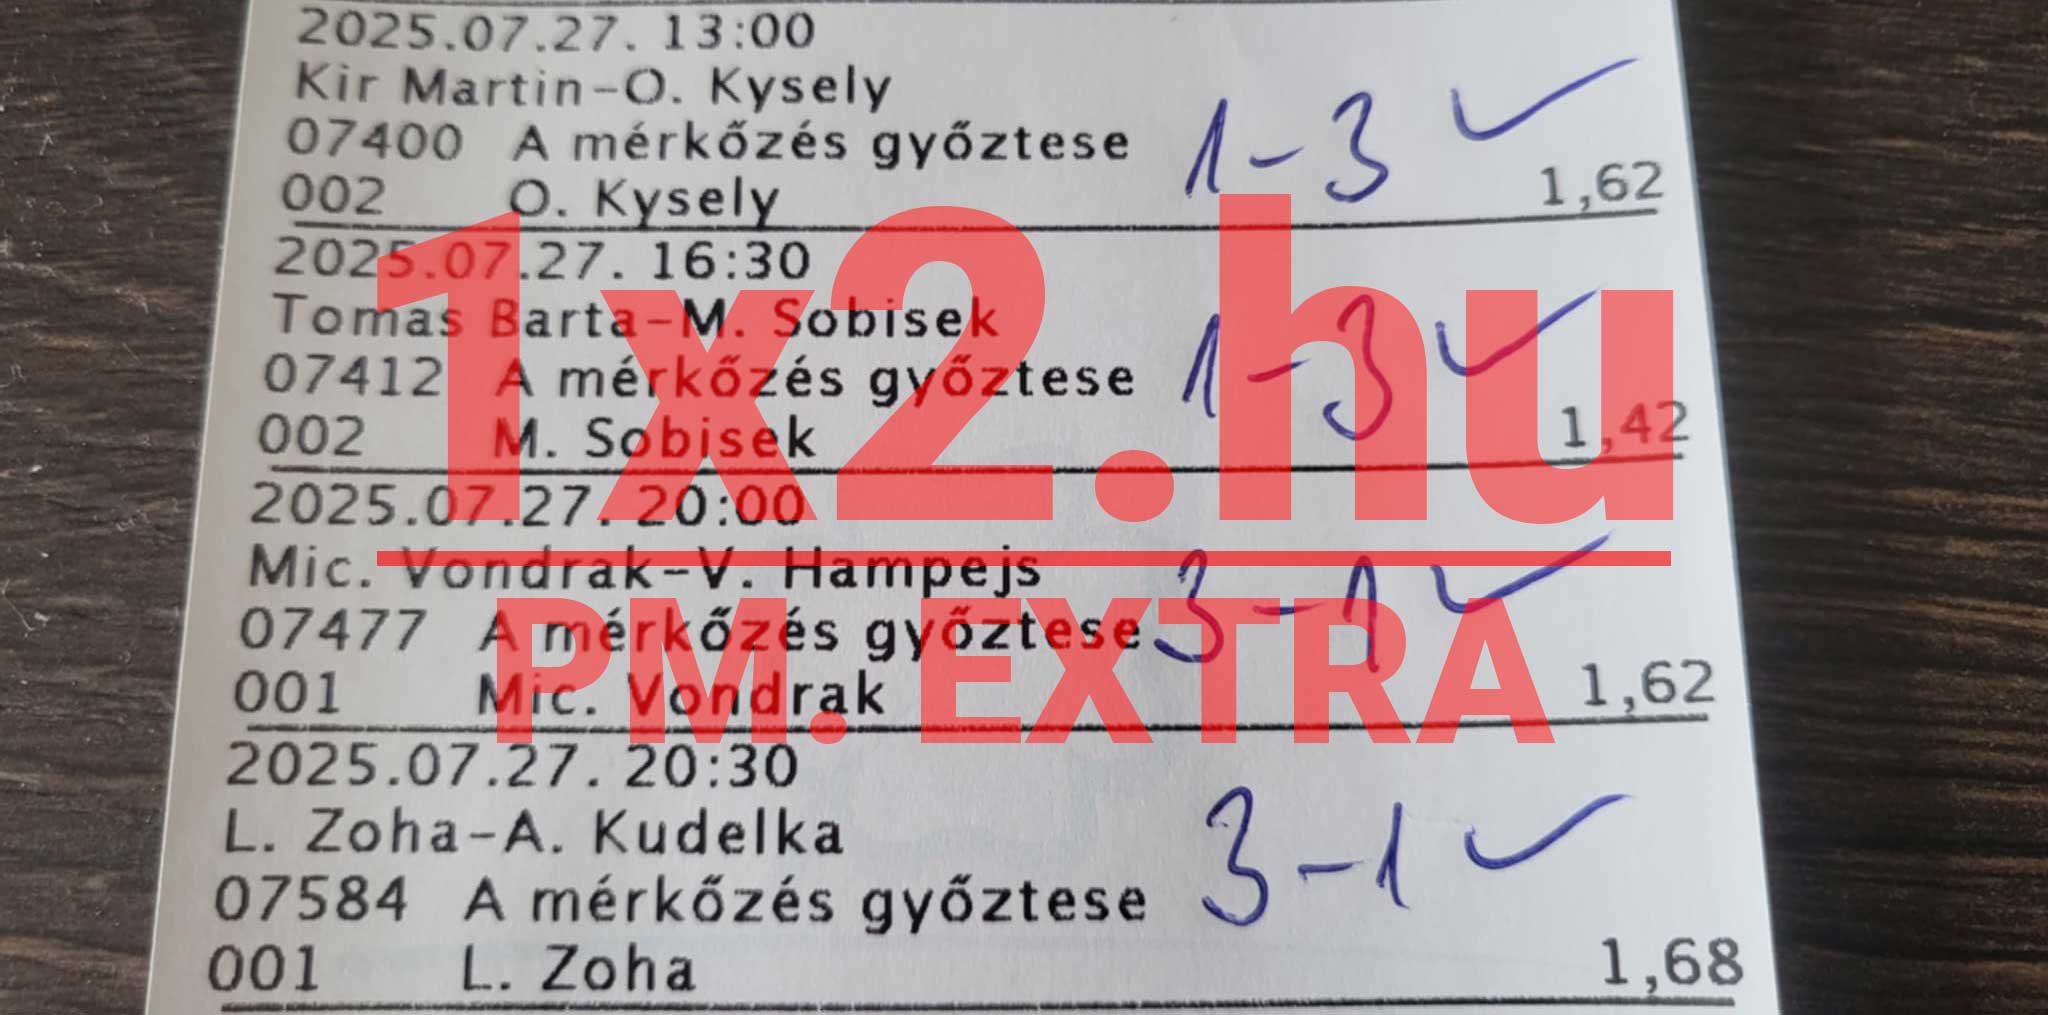 2025.07.27. 13:00
Kir Martin-O. Kysely
07400 A mérkőzés győztese 1-3 ✓
002 O. Kysely 1,62
2025.07.27. 16:30
Tomas Barta-M. Sobisek
07412 A mérkőzés győztese 1-3 ✓
002 M. Sobisek 1,42
2025.07.27. 20:00
Mic. Vondrak-V. Hampejs
07477 A mérkőzés győztese 3-1 ✓
001 Mic. Vondrak 1,62
2025.07.27. 20:30
L. Zoha-A. Kudelka
07584 A mérkőzés győztese 3-1 ✓
001 L. Zoha 1,68
1x2.hu
PM. EXTRA